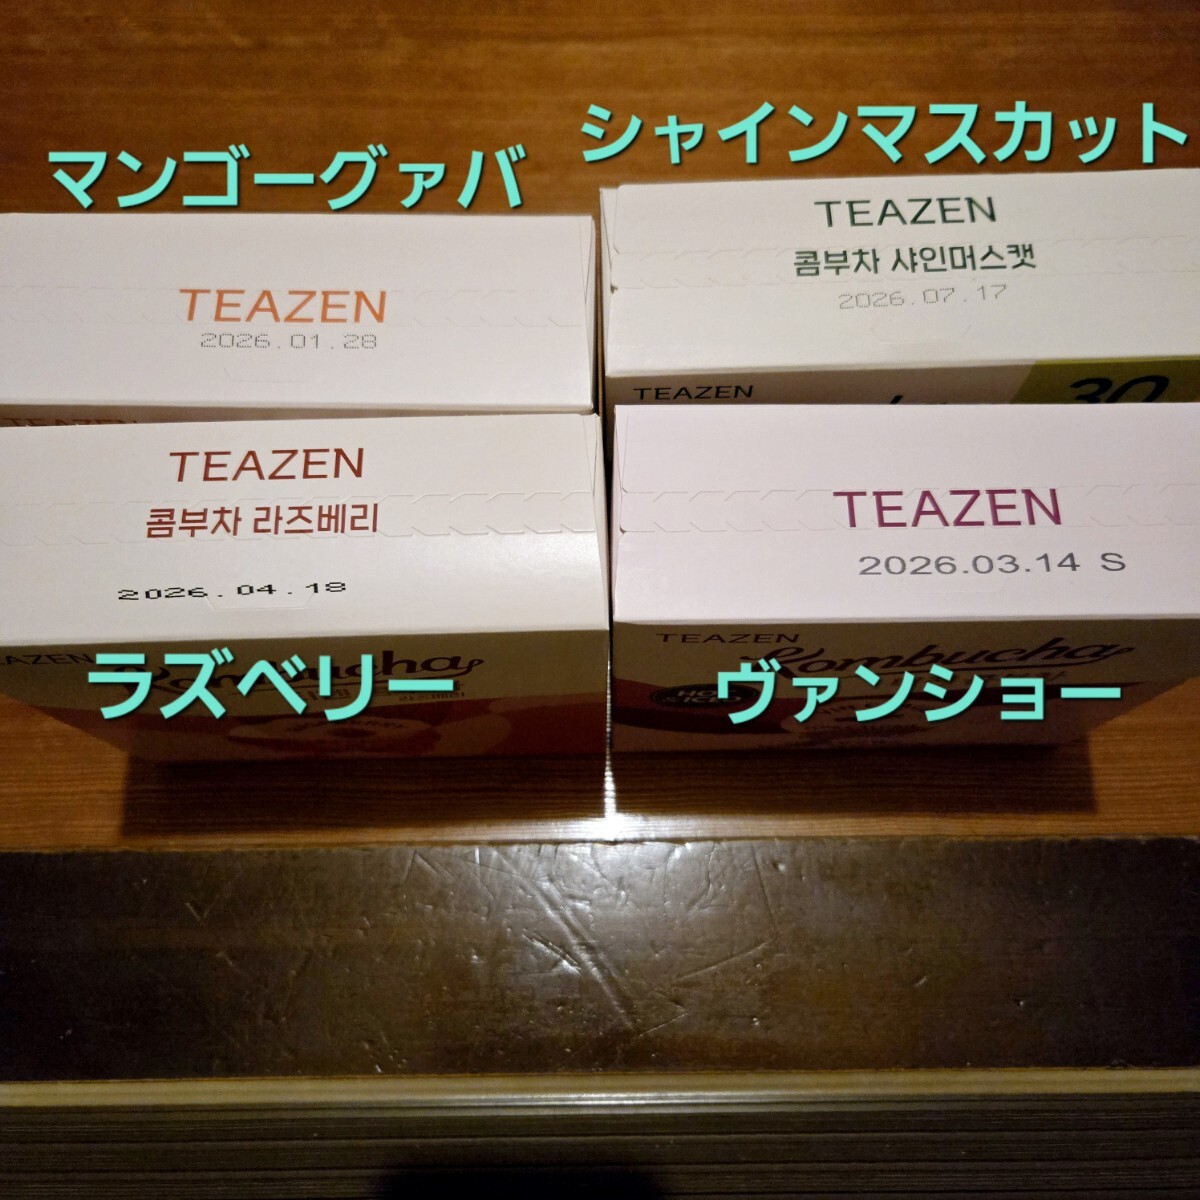 マンゴーグァバ
シャインマスカット
TEAZEN
2026.01.28
TEAZEN
콤부차 샤인머스캣
2026.07.17
TEAZEN
30
TEAZEN
콤부차 라즈베리
2026.04.18
TEAZEN
2026.03.14 S
TEAZEN
Kombucha
ラズベリー
TEAZEN
Kombucha
ヴァンショー